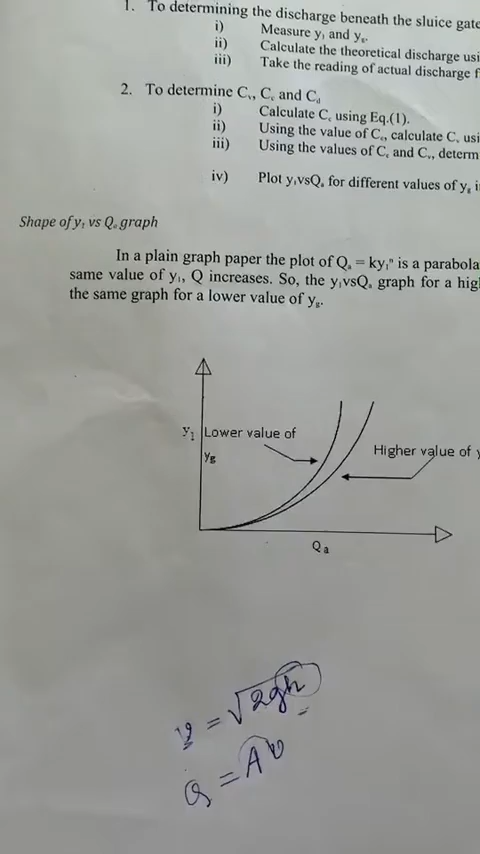 1. To determining the discharge beneath the sluice gate
i) Measure y₁ and yg.
ii) Calculate the theoretical discharge usi
iii) Take the reading of actual discharge f
2. To determine Cᵥ, C꜀ and Cd
i) Calculate C꜀ using Eq.(1).
ii) Using the value of C꜀, calculate Cᵥ usi
iii) Using the values of C꜀ and Cᵥ, determ
iv) Plot y₁vsQₐ for different values of yg i
Shape of y₁ vs Qₐ graph
In a plain graph paper the plot of Qₐ = ky₁ⁿ is a parabola
same value of y₁, Q increases. So, the y₁vsQₐ graph for a hig
the same graph for a lower value of yg.
y₁ Lower value of
yg
Higher value of y
Qₐ
v = √2gh
Q = Av